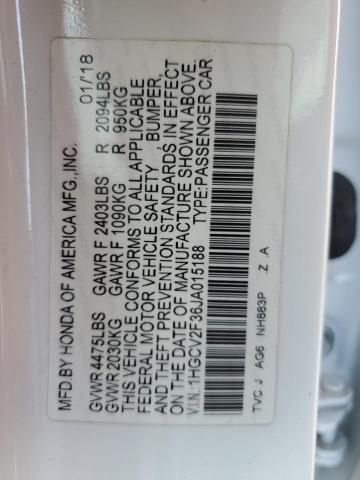 MFD.BY HONDA OF AMERICA MFG.,INC. 01/18
GVWR 4475LBS GAWR F 2403LBS R 2094LBS
GVWR 2030KG GAWR F 1090KG R 950KG
THIS VEHICLE CONFORMS TO ALL APPLICABLE
FEDERAL MOTOR VEHICLE SAFETY, BUMPER,
AND THEFT PREVENTION STANDARDS IN EFFECT
ON THE DATE OF MANUFACTURE SHOWN ABOVE.
V.I.N.:1HGCV2F36JA015188 TYPE:PASSENGER CAR
TVC J AG6 NH883P Z .A